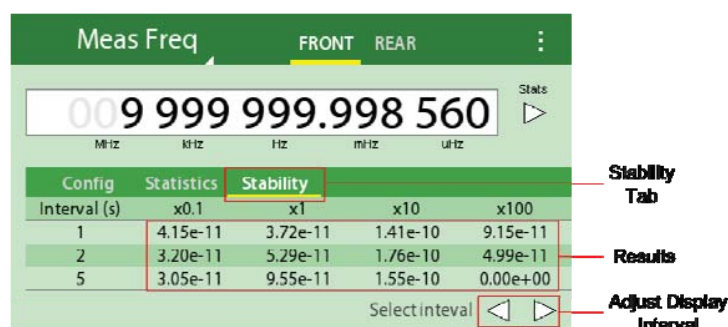 Meas Freq FRONT REAR
009 999 999.998 560
Stats
MHz kHz Hz mHz uHz
Config Statistics Stability
Interval (s) x0.1 x1 x10 x100
1 4.15e-11 3.72e-11 1.41e-10 9.15e-11
2 3.20e-11 5.29e-11 1.76e-10 4.99e-11
5 3.05e-11 9.55e-11 1.55e-10 0.00e+00
Select inteval
Stability
Tab
Results
Adjust Display
Interval